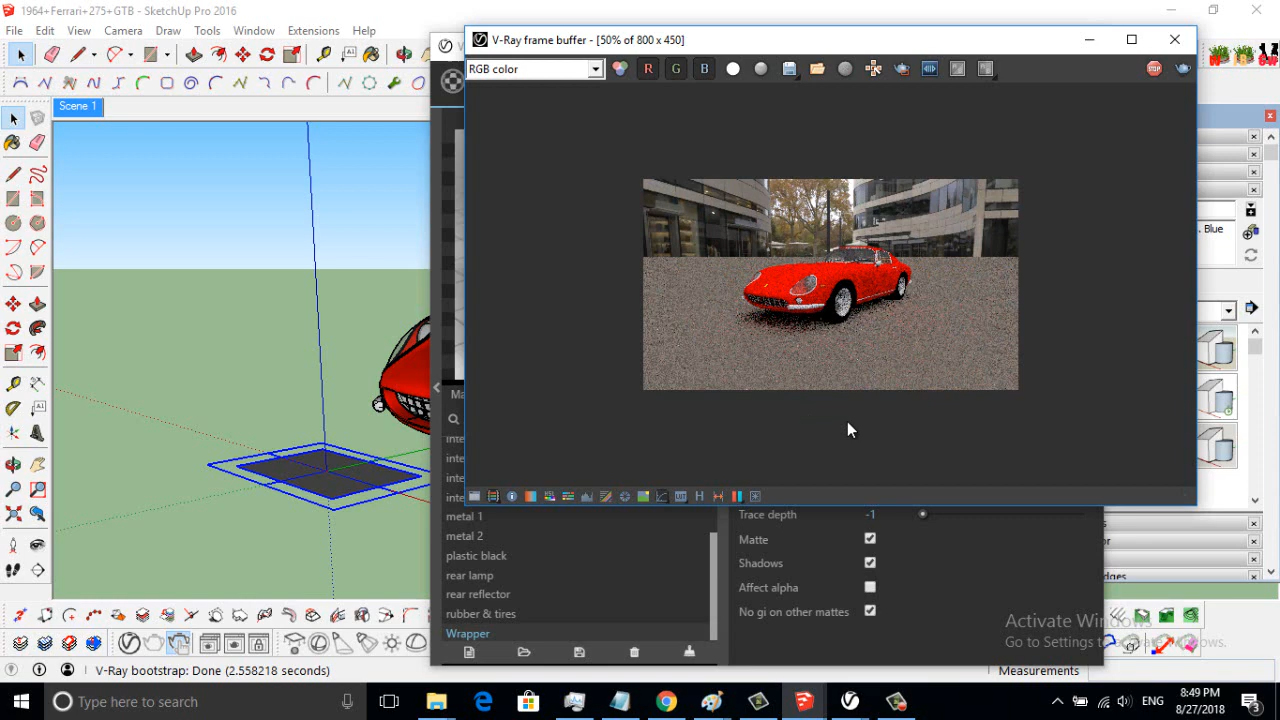 1964+Ferrari+275+GTB - SketchUp Pro 2016
File Edit View Camera Draw Tools Window Extensions Help
V-Ray frame buffer - [50% of 800 x 450]
RGB color
R G B
STOP
Scene 1
. Blue
metal 1
metal 2
plastic black
rear lamp
rear reflector
rubber & tires
Wrapper
Trace depth -1
Matte
Shadows
Affect alpha
No gi on other mattes
Activate Windows
Go to Settings to activate Windows.
V-Ray bootstrap: Done (2.558218 seconds)
Measurements
Type here to search
ENG
8:49 PM
8/27/2018
3